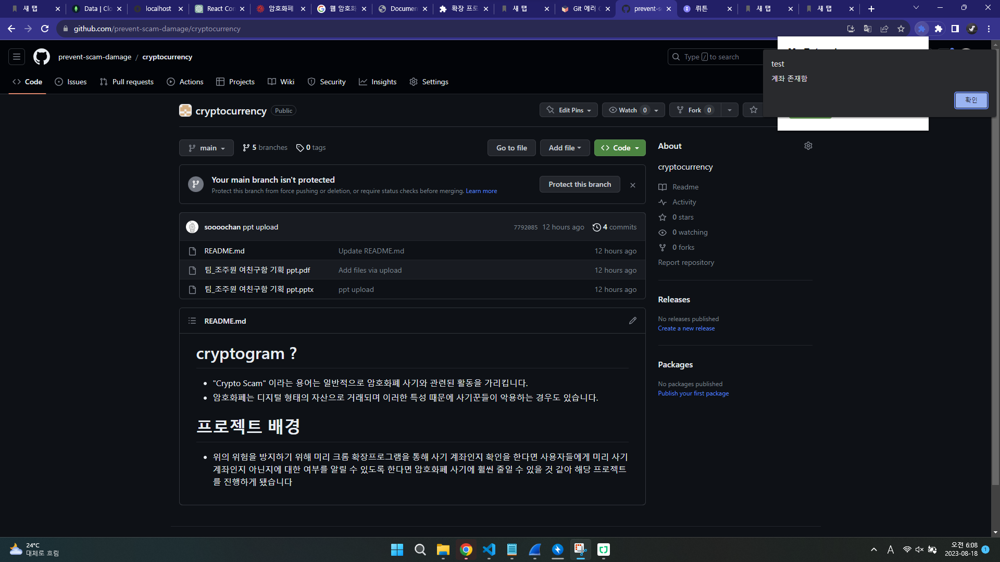 새 탭
Data | Clo
localhost
React Con
암호화폐
웹 암호화
Documen
확장 프로
새 탭
Git 에러 (
prevent-s
뤼튼
새 탭
새 탭
github.com/prevent-scam-damage/cryptocurrency
prevent-scam-damage / cryptocurrency
Type / to search
test
계좌 존재함
확인
Code
Issues
Pull requests
Actions
Projects
Wiki
Security
Insights
Settings
cryptocurrency Public
Edit Pins
Watch 0
Fork 0
main
5 branches
0 tags
Go to file
Add file
Code
Your main branch isn't protected
Protect this branch from force pushing or deletion, or require status checks before merging. Learn more
Protect this branch
soooochan ppt upload
7792085 12 hours ago
4 commits
README.md Update README.md 12 hours ago
팀_조주원 여친구함 기획 ppt.pdf Add files via upload 12 hours ago
팀_조주원 여친구함 기획 ppt.pptx ppt upload 12 hours ago
README.md
cryptogram ?
"Crypto Scam" 이라는 용어는 일반적으로 암호화폐 사기와 관련된 활동을 가리킵니다.
암호화폐는 디지털 형태의 자산으로 거래되며 이러한 특성 때문에 사기꾼들이 악용하는 경우도 있습니다.
프로젝트 배경
위의 위험을 방지하기 위해 미리 크롬 확장프로그램을 통해 사기 계좌인지 확인을 한다면 사용자들에게 미리 사기
계좌인지 아닌지에 대한 여부를 알릴 수 있도록 한다면 암호화폐 사기에 훨씬 줄일 수 있을 것 같아 해당 프로젝트
를 진행하게 됐습니다
About
cryptocurrency
Readme
Activity
0 stars
0 watching
0 forks
Report repository
Releases
No releases published
Create a new release
Packages
No packages published
Publish your first package
24°C
대체로 흐림
A
오전 6:08
2023-08-18
1